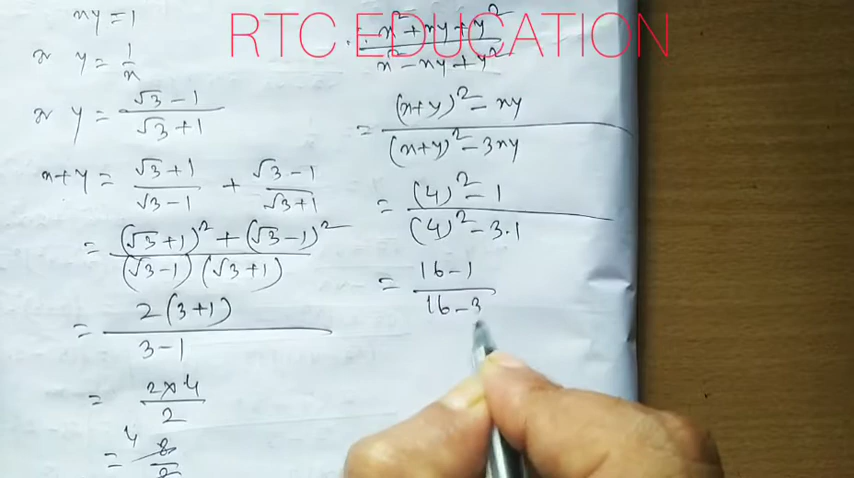 RTC EDUCATION
xy = 1
x y = 1/x
x y = (√3 - 1)/(√3 + 1)
x+y = (√3+1)/(√3-1) + (√3-1)/(√3+1)
= ((√3+1)² + (√3-1)²)/((√3-1)(√3+1))
= 2(3+1)/(3-1)
= 2×4/2
= 4 8/2
∴ (x² + xy + y²)/(x² - xy + y²)
= ((x+y)² - xy)/((x+y)² - 3xy)
= ((4)² - 1)/((4)² - 3·1)
= (16-1)/(16-3)